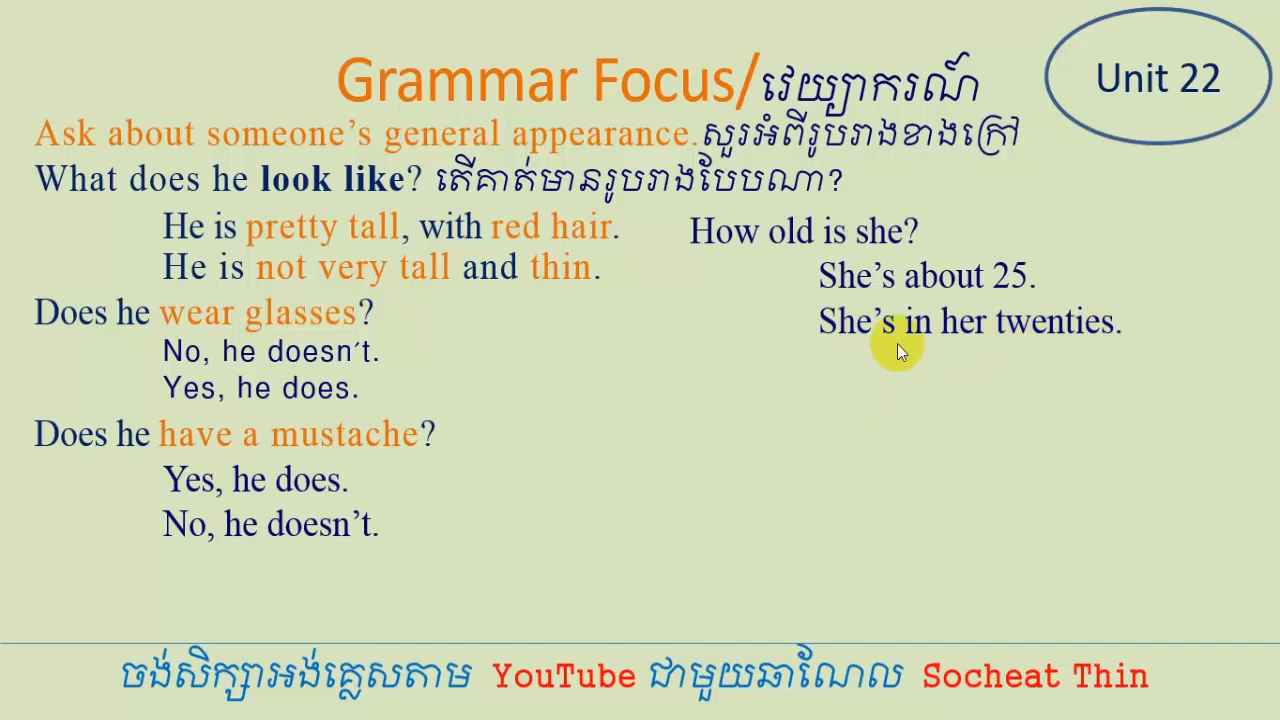 Grammar Focus/វេយ្យាករណ៍
Unit 22
Ask about someone’s general appearance.សួរអំពីរូបរាងខាងក្រៅ
What does he look like? តើគាត់មានរូបរាងបែបណា?
He is pretty tall, with red hair.
He is not very tall and thin.
Does he wear glasses?
No, he doesn´t.
Yes, he does.
Does he have a mustache?
Yes, he does.
No, he doesn’t.
How old is she?
She’s about 25.
She’s in her twenties.
ចង់សិក្សាអង់គ្លេសតាម YouTube ជាមួយឆាណែល Socheat Thin